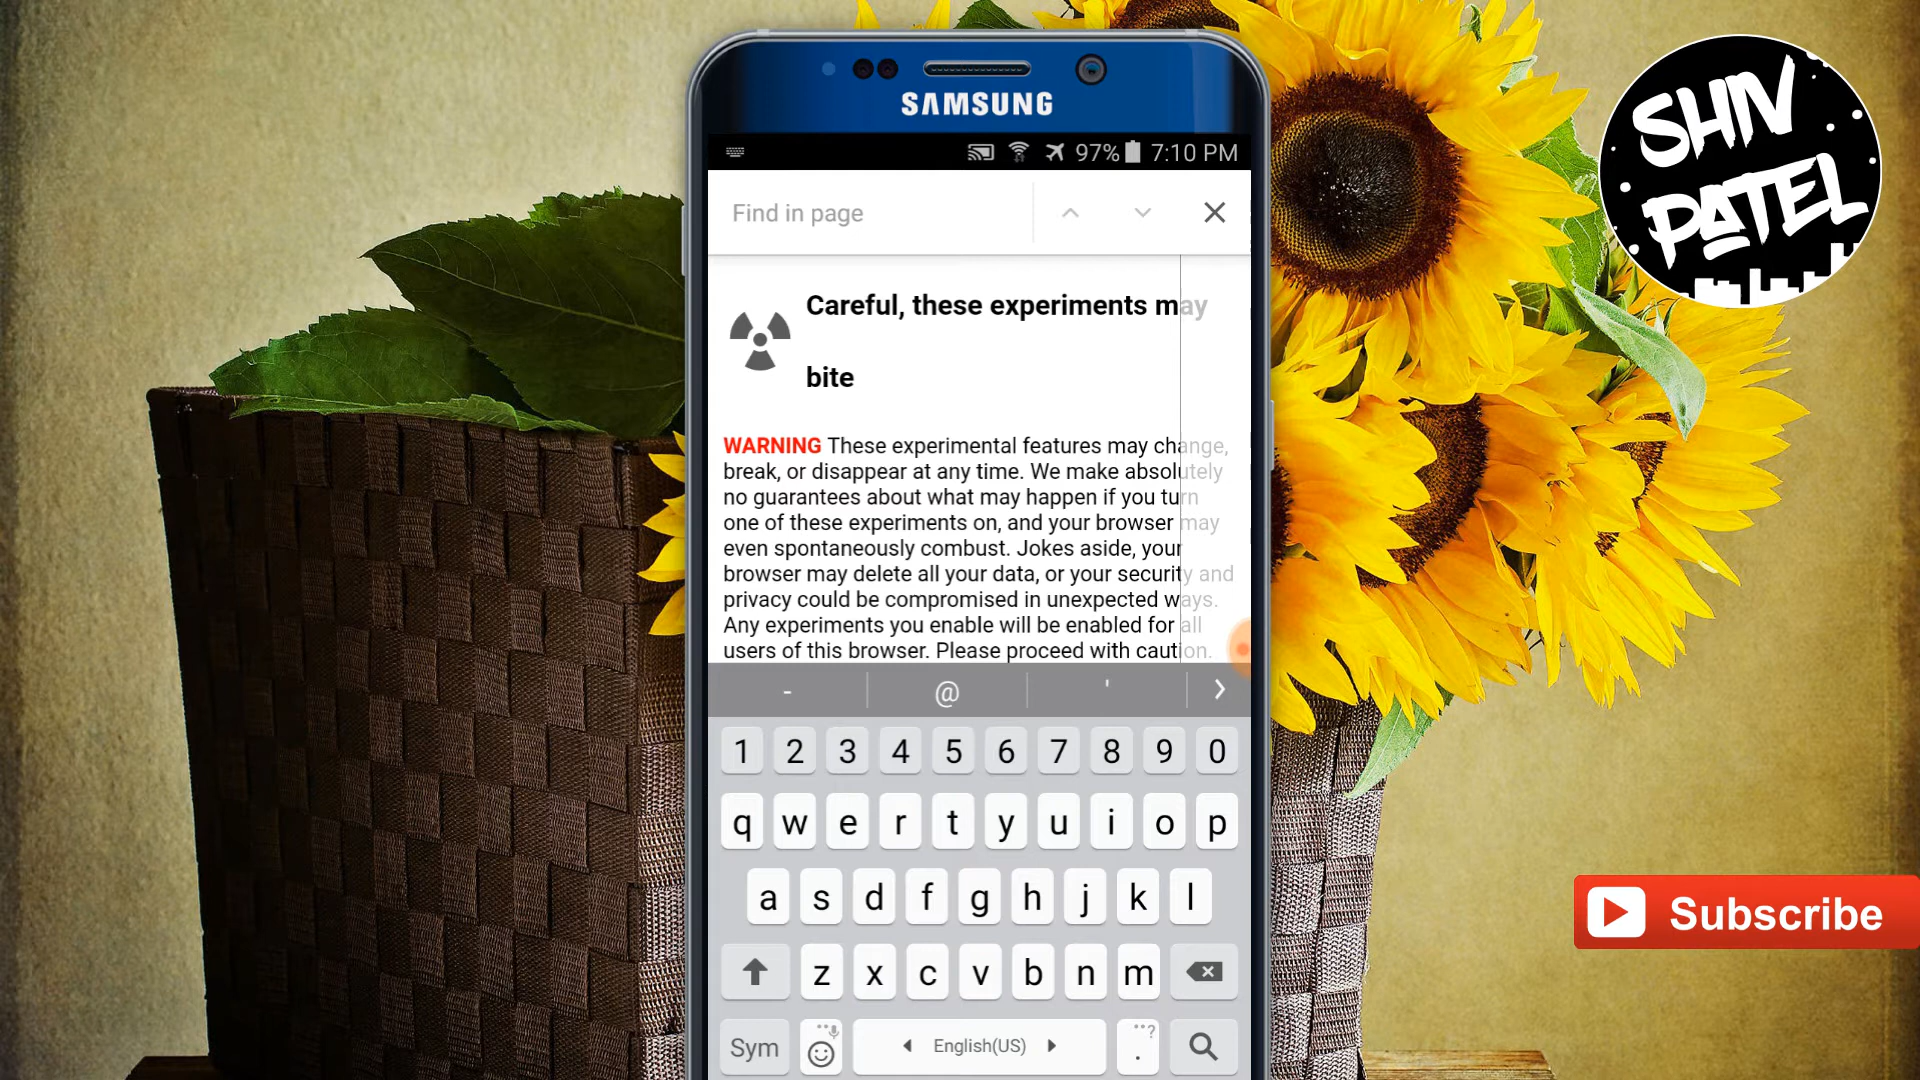 SHIV
PATEL
SAMSUNG
97% 7:10 PM
Find in page
Careful, these experiments may
bite
WARNING These experimental features may change,
break, or disappear at any time. We make absolutely
no guarantees about what may happen if you turn
one of these experiments on, and your browser may
even spontaneously combust. Jokes aside, your
browser may delete all your data, or your security and
privacy could be compromised in unexpected ways.
Any experiments you enable will be enabled for all
users of this browser. Please proceed with caution.
- @ '
1 2 3 4 5 6 7 8 9 0
q w e r t y u i o p
a s d f g h j k l
z x c v b n m
Sym English(US) . ?
Subscribe